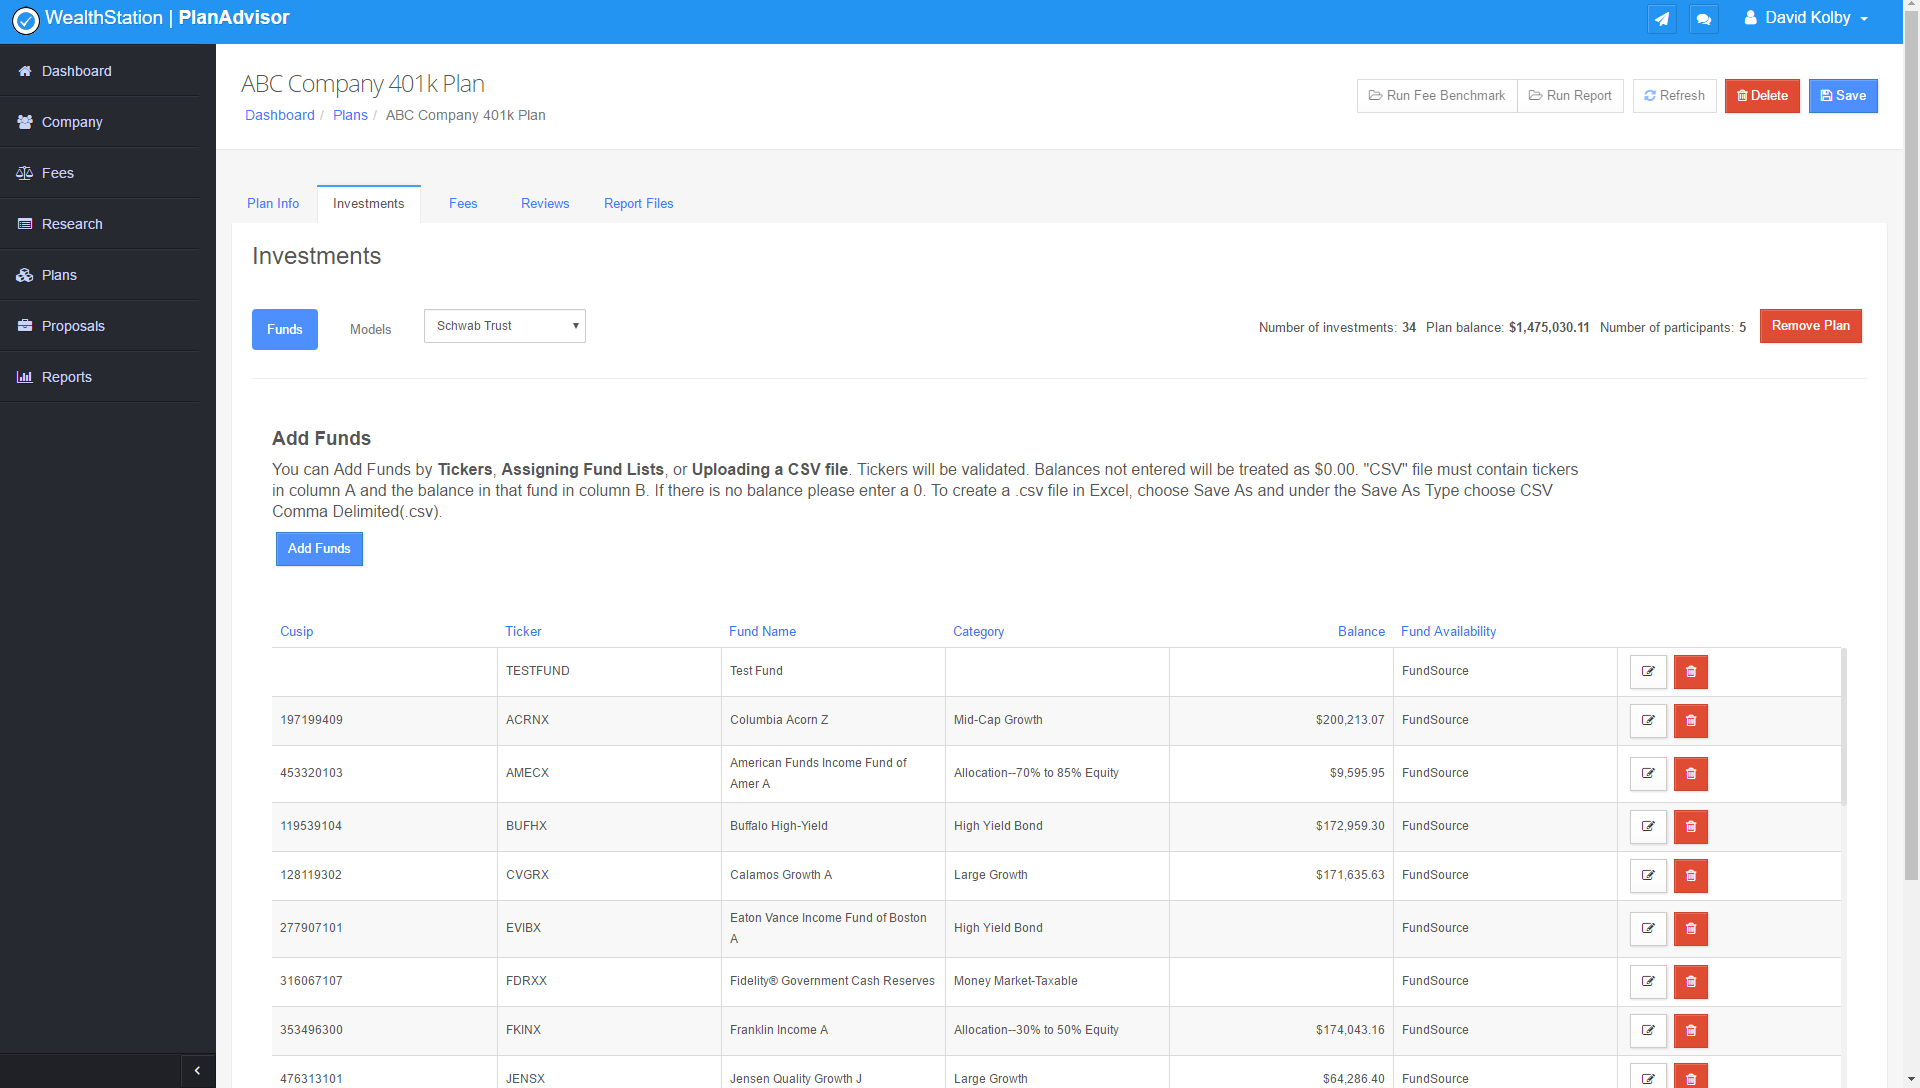 WealthStation | PlanAdvisor
David Kolby
Dashboard
Company
Fees
Research
Plans
Proposals
Reports
ABC Company 401k Plan
Dashboard / Plans / ABC Company 401k Plan
Run Fee Benchmark
Run Report
Refresh
Delete
Save
Plan Info
Investments
Fees
Reviews
Report Files
Investments
Funds
Models
Schwab Trust
Number of investments: 34 Plan balance: $1,475,030.11 Number of participants: 5
Remove Plan
Add Funds
You can Add Funds by Tickers, Assigning Fund Lists, or Uploading a CSV file. Tickers will be validated. Balances not entered will be treated as $0.00. "CSV" file must contain tickers
in column A and the balance in that fund in column B. If there is no balance please enter a 0. To create a .csv file in Excel, choose Save As and under the Save As Type choose CSV
Comma Delimited(.csv).
Add Funds
Cusip Ticker Fund Name Category Balance Fund Availability
TESTFUND Test Fund FundSource
197199409 ACRNX Columbia Acorn Z Mid-Cap Growth $200,213.07 FundSource
453320103 AMECX American Funds Income Fund of Amer A Allocation--70% to 85% Equity $9,595.95 FundSource
119539104 BUFHX Buffalo High-Yield High Yield Bond $172,959.30 FundSource
128119302 CVGRX Calamos Growth A Large Growth $171,635.63 FundSource
277907101 EVIBX Eaton Vance Income Fund of Boston A High Yield Bond FundSource
316067107 FDRXX Fidelity® Government Cash Reserves Money Market-Taxable FundSource
353496300 FKINX Franklin Income A Allocation--30% to 50% Equity $174,043.16 FundSource
476313101 JENSX Jensen Quality Growth J Large Growth $64,286.40 FundSource